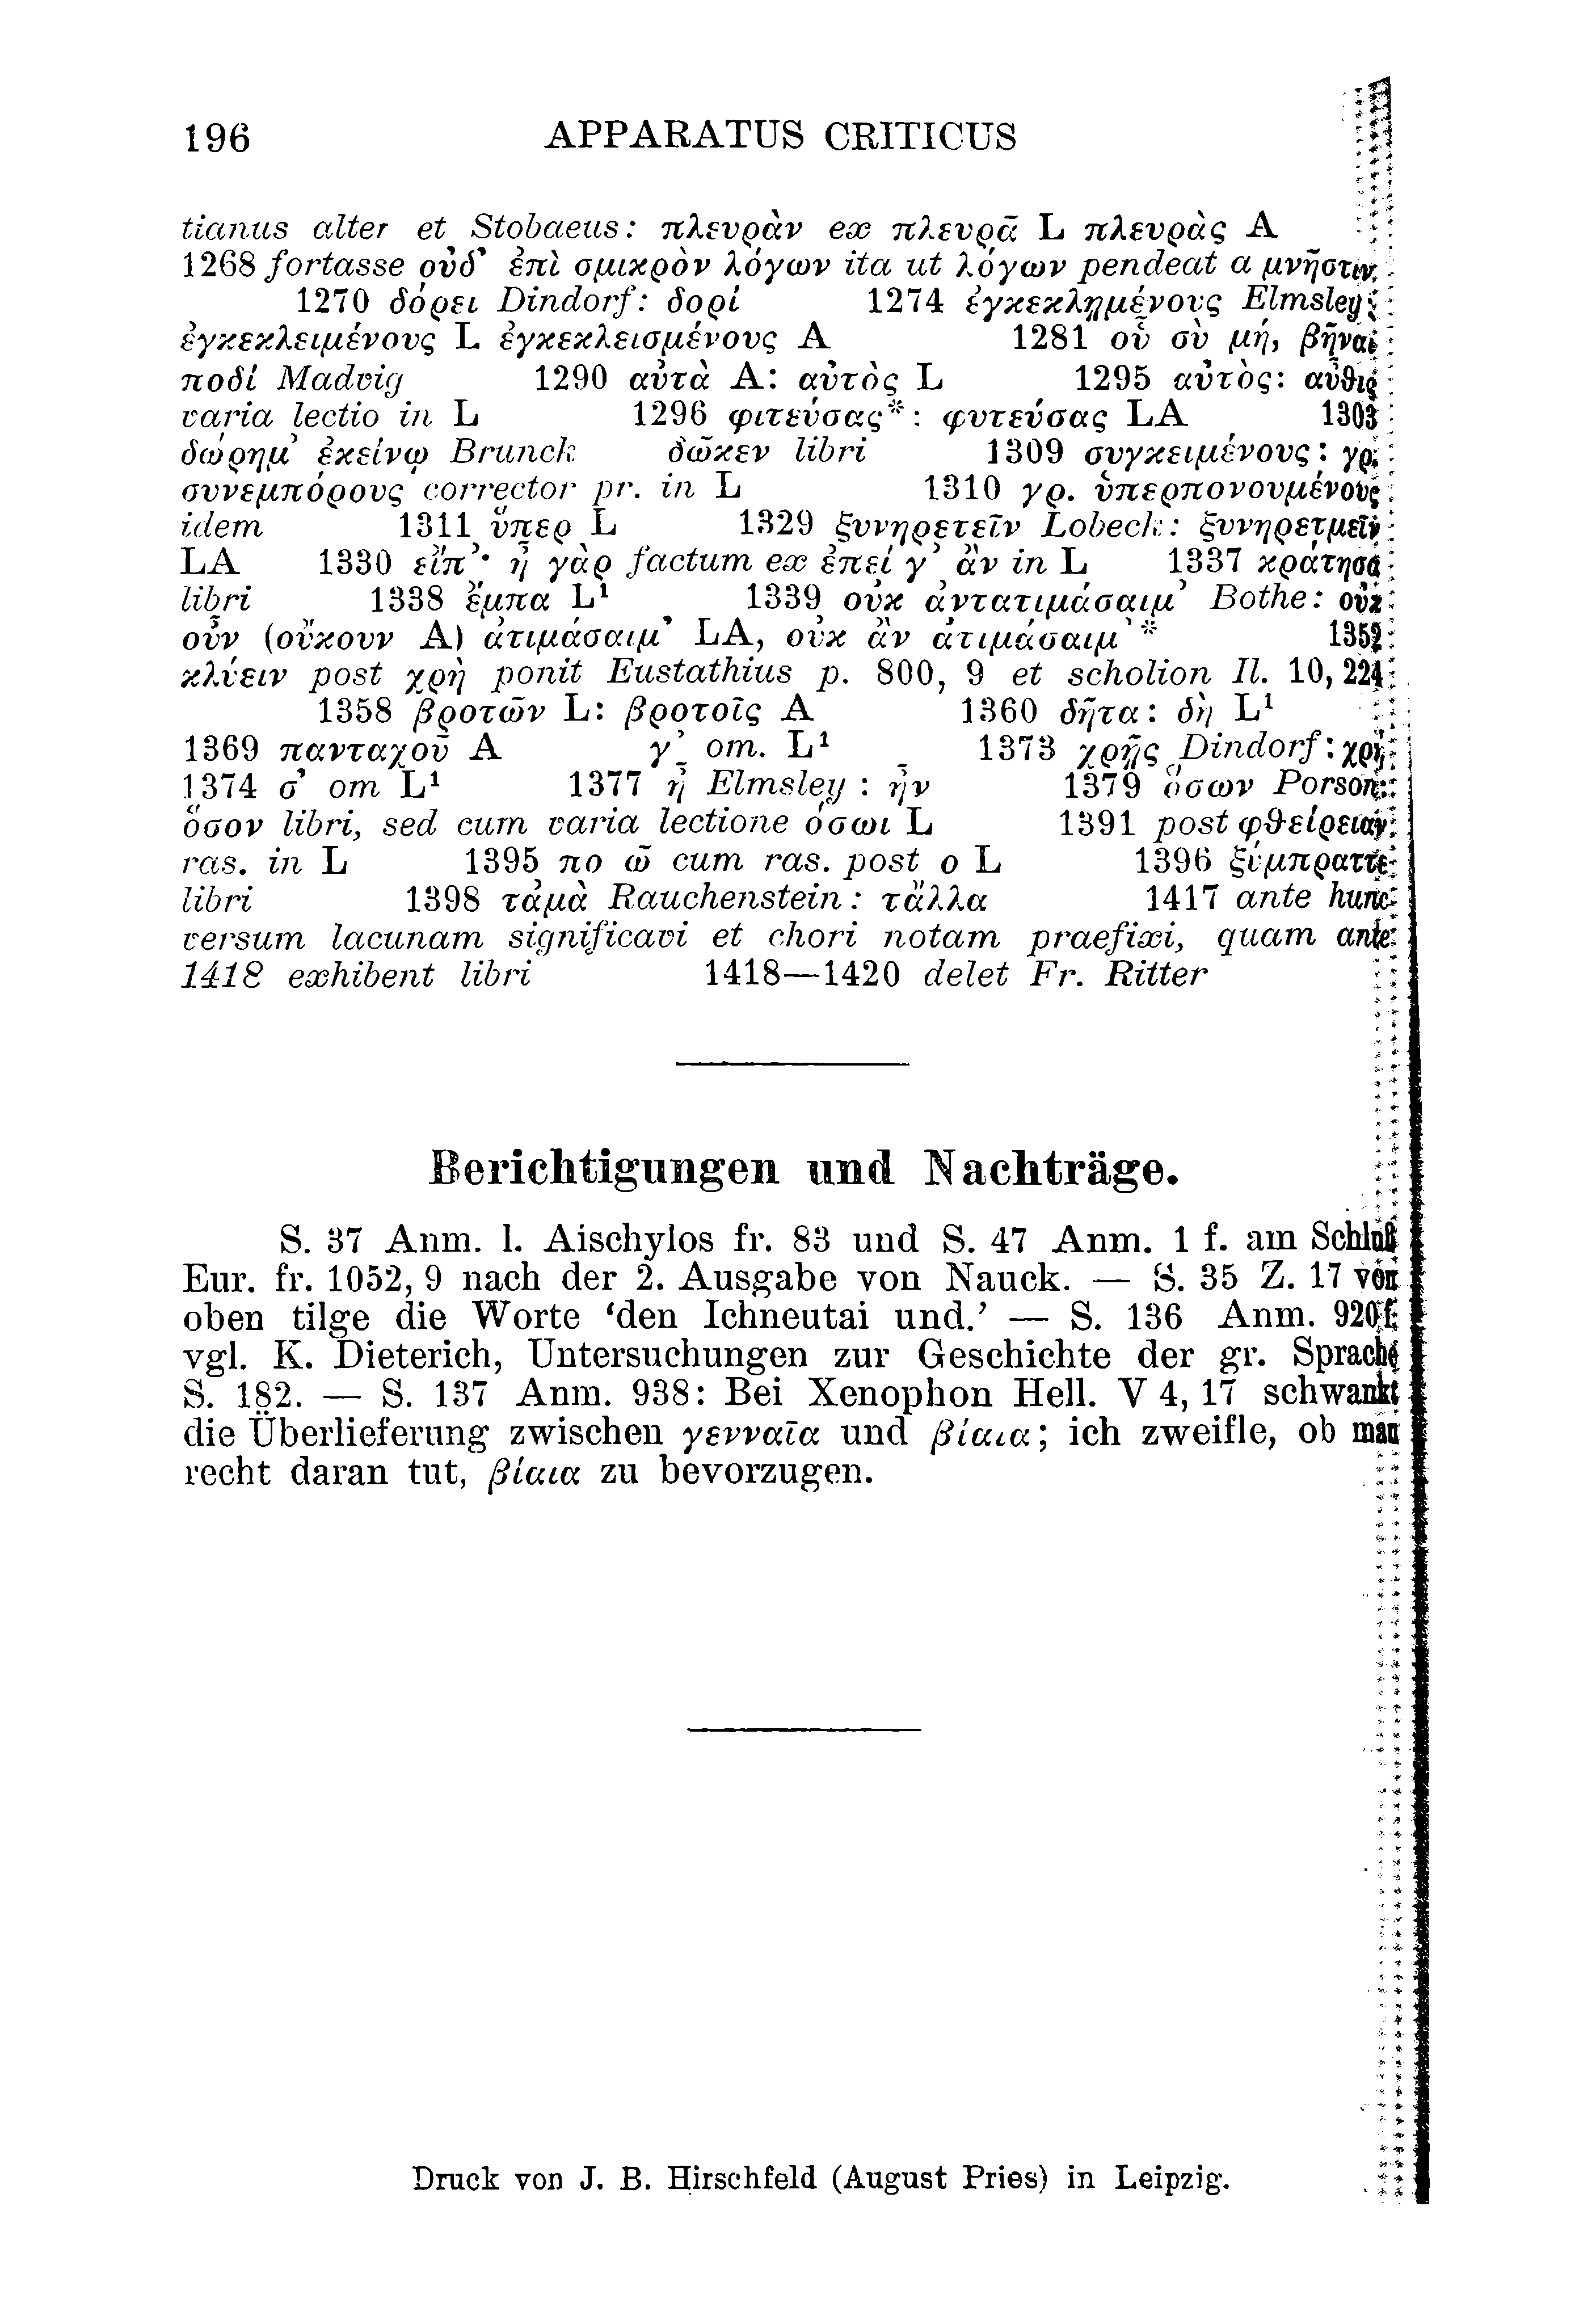 196 APPARATUS CRITICUS
tianus alter et Stobaeus: πλευρὰν ex πλευρᾶ L πλευρὰς A
1268 fortasse οὐδ’ ἐπὶ σμικρὸν λόγων ita ut λόγων pendeat a μνῆστιν
1270 δόρει Dindorf: δορί 1274 ἐγκεκλημένους Elmsley:
ἐγκεκλειμένους L ἐγκεκλεισμένους A 1281 οὗ σὺ μή, βῆναι
ποδί Madvig 1290 αὐτὰ A: αὐτὸς L 1295 αὐτὸς: αὖθις
varia lectio in L 1296 φιτεύσας*: φυτεύσας LA 1303
δώρημ’ ἐκείνῳ Brunck δῶκεν libri 1309 συγκειμένους: γρ.
συνεμπόρους corrector pr. in L 1310 γρ. ὑπερπονουμένους
idem 1311 ὕπερ L 1329 ξυνηρετεῖν Lobeck: ξυνηρετμεῖν
LA 1330 εἴπ’· ἦ γὰρ factum ex ἐπεί γ’ ἂν in L 1337 κράτησα
libri 1338 ἔμπα L¹ 1339 οὐκ ἀντατιμάσαιμ’ Bothe: οὐκ
οὖν (οὔκουν A) ἀτιμάσαιμ’ LA, οὐκ ἂν ἀτιμάσαιμ’* 1352
κλύειν post χρὴ ponit Eustathius p. 800, 9 et scholion Il. 10, 224
1358 βροτῶν L: βροτοῖς A 1360 δῆτα: δὴ L¹
1369 πανταχοῦ A γ’ om. L¹ 1373 χρῇς Dindorf: χρή
1374 σ’ om L¹ 1377 ἦ Elmsley: ἦν 1379 ὅσων Porson:
ὅσον libri, sed cum varia lectione ὅσωι L 1391 post φθείρειαν
ras. in L 1395 πο ῶ cum ras. post ο L 1396 ξύμπραττε
libri 1398 τἀμὰ Rauchenstein: τἄλλα 1417 ante hunc
versum lacunam significavi et chori notam praefixi, quam ante
1418 exhibent libri 1418—1420 delet Fr. Ritter
Berichtigungen und Nachträge.
S. 37 Anm. l. Aischylos fr. 83 und S. 47 Anm. 1 f. am Schluß
Eur. fr. 1052, 9 nach der 2. Ausgabe von Nauck. — S. 35 Z. 17 von
oben tilge die Worte ‘den Ichneutai und.’ — S. 136 Anm. 920f.
vgl. K. Dieterich, Untersuchungen zur Geschichte der gr. Sprache
S. 182. — S. 137 Anm. 938: Bei Xenophon Hell. V 4, 17 schwankt
die Überlieferung zwischen γενναῖα und βίαια; ich zweifle, ob man
recht daran tut, βίαια zu bevorzugen.
Druck von J. B. Hirschfeld (August Pries) in Leipzig.